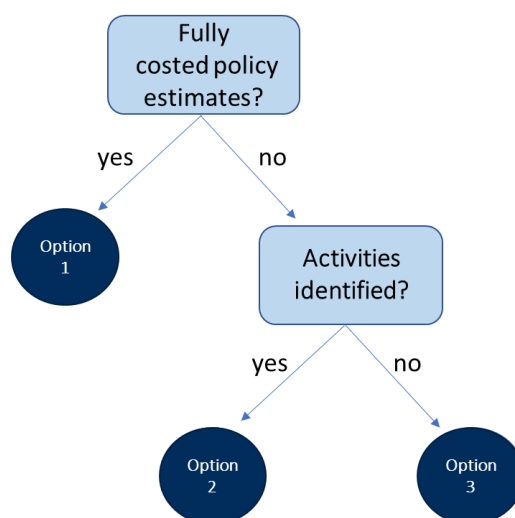 Fully
costed policy
estimates?
yes
no
Option
1
Activities
identified?
yes
no
Option
2
Option
3